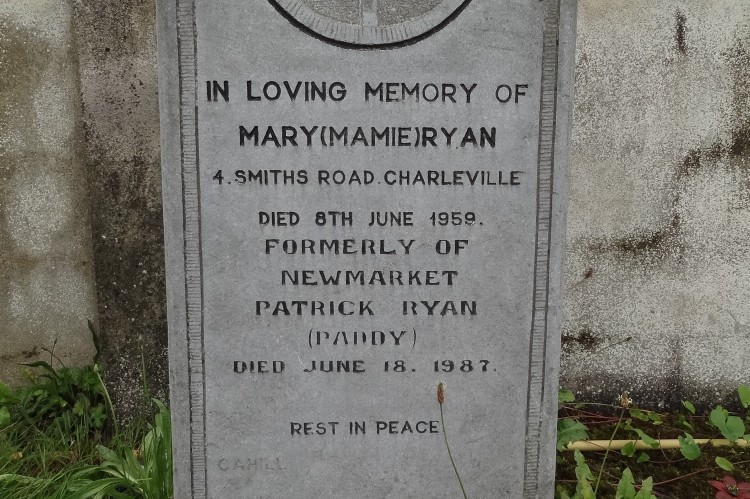 IN LOVING MEMORY OF
MARY(MAMIE)RYAN
4.SMITHS ROAD.CHARLEVILLE
DIED 8TH JUNE 1959.
FORMERLY OF
NEWMARKET
PATRICK RYAN
(PADDY)
DIED JUNE 18. 1987.
REST IN PEACE
CAHILL